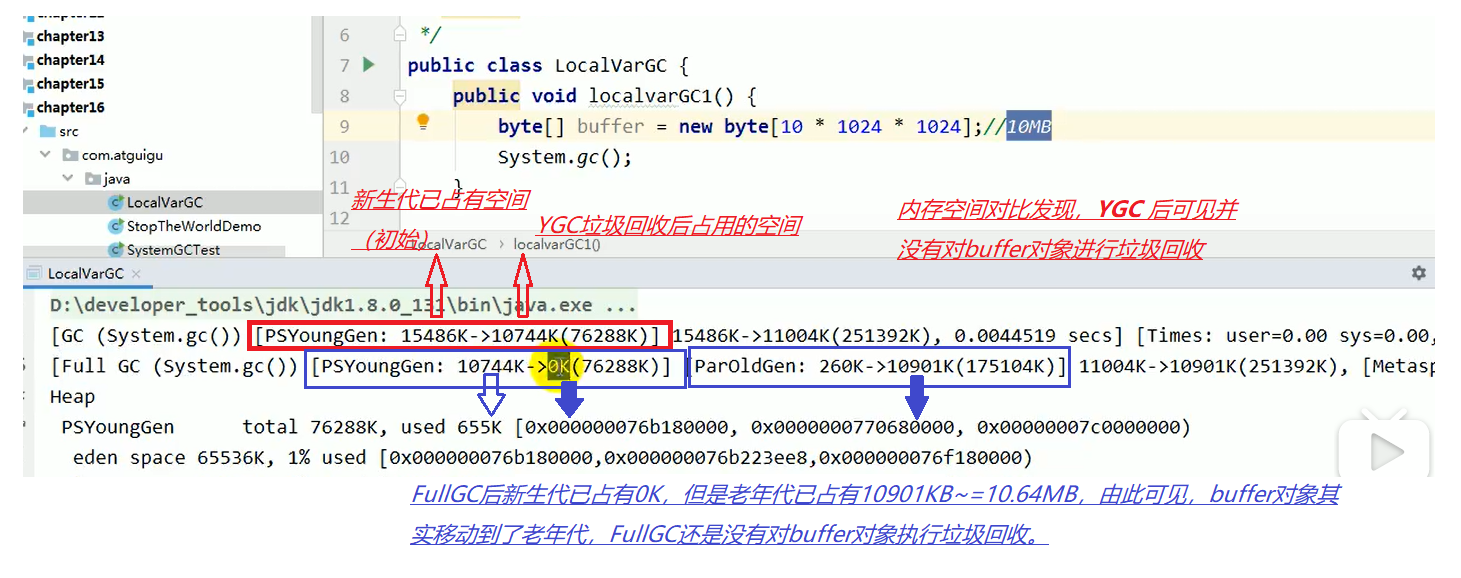 chapter13
chapter14
chapter15
chapter16
src
com.atguigu
java
LocalVarGC
StopTheWorldDemo
SystemGCTest
6 */
7 public class LocalVarGC {
8 public void localvarGC1() {
9 byte[] buffer = new byte[10 * 1024 * 1024];//10MB
10 System.gc();
11 }
12
新生代已占有空间
（初始）
YGC垃圾回收后占用的空间
内存空间对比发现，YGC 后可见并
没有对buffer对象进行垃圾回收
LocalVarGC › localvarGC1()
LocalVarGC ×
D:\developer_tools\jdk\jdk1.8.0_131\bin\java.exe ...
[GC (System.gc()) [PSYoungGen: 15486K->10744K(76288K)] 15486K->11004K(251392K), 0.0044519 secs] [Times: user=0.00 sys=0.00,
[Full GC (System.gc()) [PSYoungGen: 10744K->0K(76288K)] [ParOldGen: 260K->10901K(175104K)] 11004K->10901K(251392K), [Metasp
Heap
PSYoungGen total 76288K, used 655K [0x000000076b180000, 0x0000000770680000, 0x00000007c0000000)
eden space 65536K, 1% used [0x000000076b180000,0x000000076b223ee8,0x000000076f180000)
FullGC后新生代已占有0K，但是老年代已占有10901KB~=10.64MB，由此可见，buffer对象其
实移动到了老年代，FullGC还是没有对buffer对象执行垃圾回收。